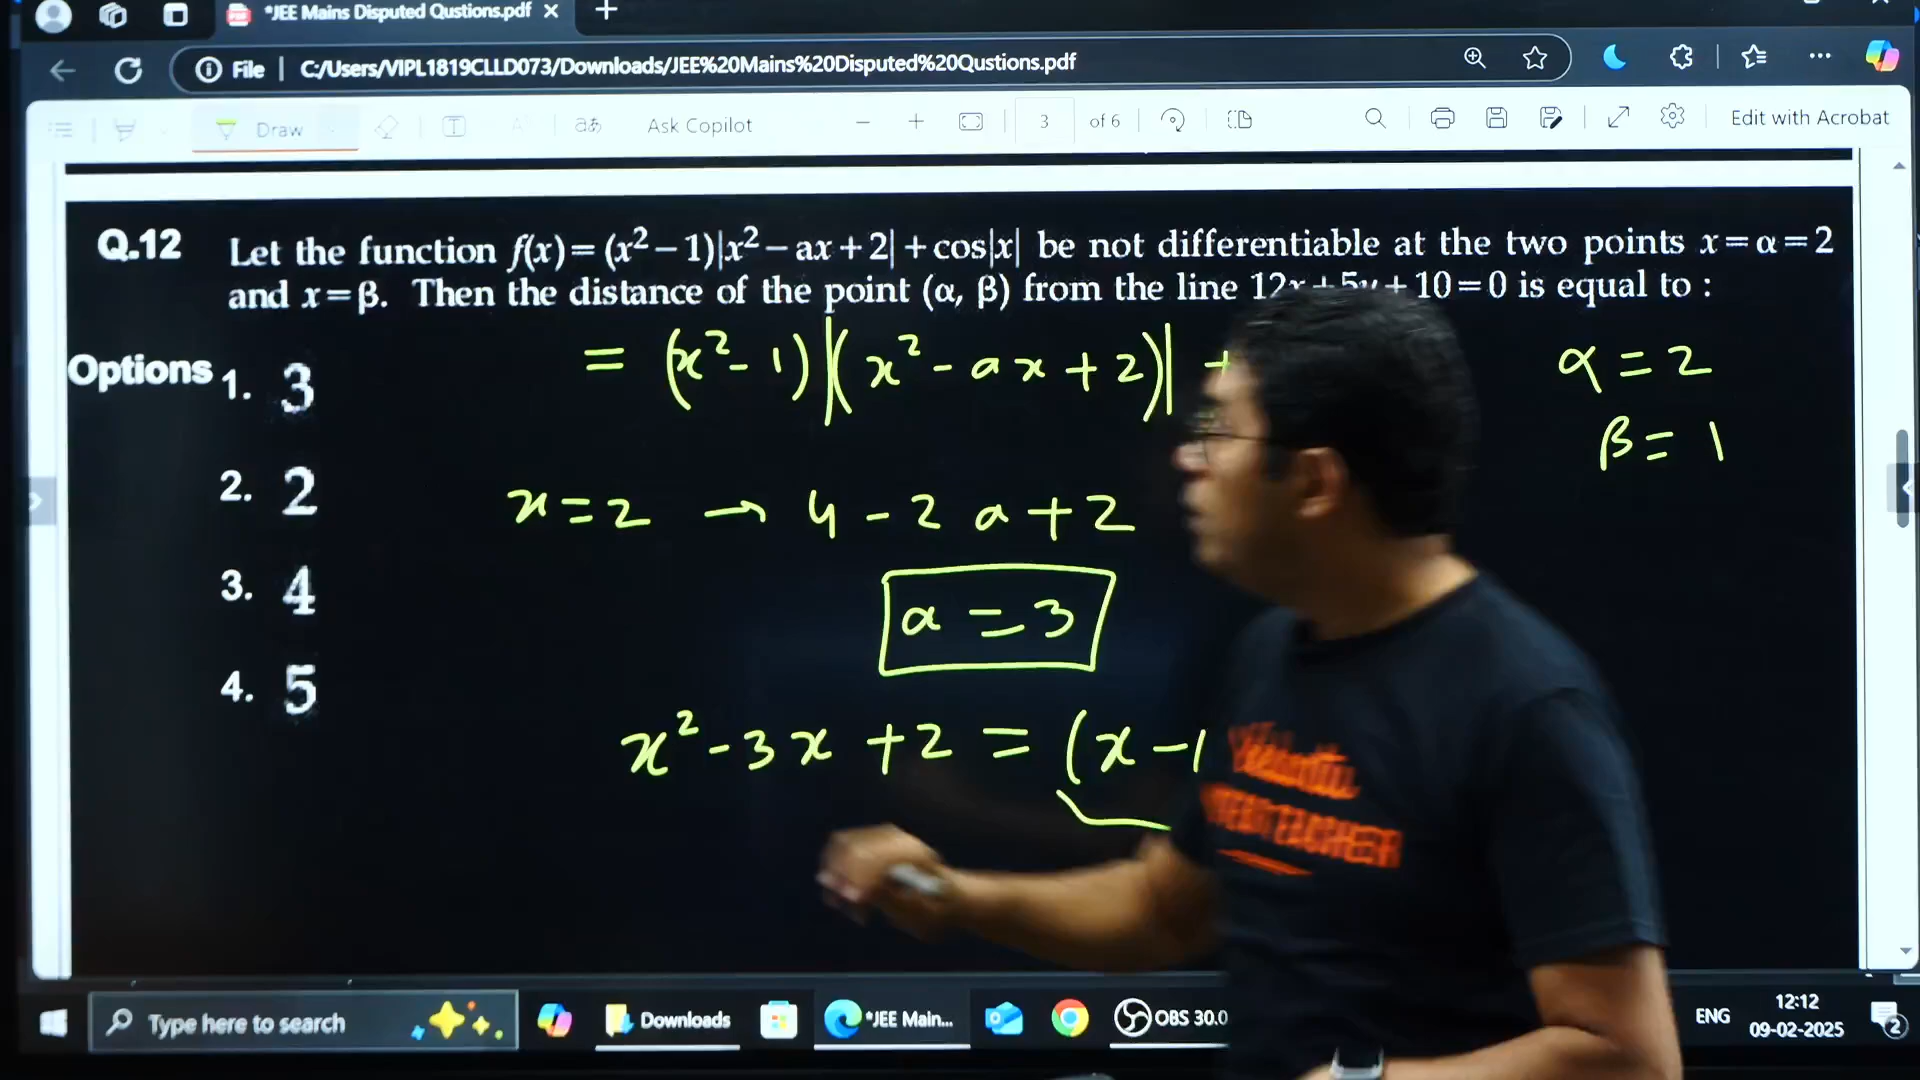 *JEE Mains Disputed Qustions.pdf
File C:/Users/VIPL1819CLLD073/Downloads/JEE%20Mains%20Disputed%20Qustions.pdf
Draw Ask Copilot 3 of 6 Edit with Acrobat
Q.12 Let the function f(x) = (x² – 1)|x² – ax + 2| + cos|x| be not differentiable at the two points x = α = 2
and x = β. Then the distance of the point (α, β) from the line 12x + 5y + 10 = 0 is equal to :
= (x² - 1)|(x² - ax + 2)| +
α = 2
β = 1
Options 1. 3
2. 2
3. 4
4. 5
x = 2 → 4 - 2a + 2
a = 3
x² - 3x + 2 = (x - 1
Type here to search
Downloads
*JEE Main...
OBS 30.0
ENG
12:12
09-02-2025
2